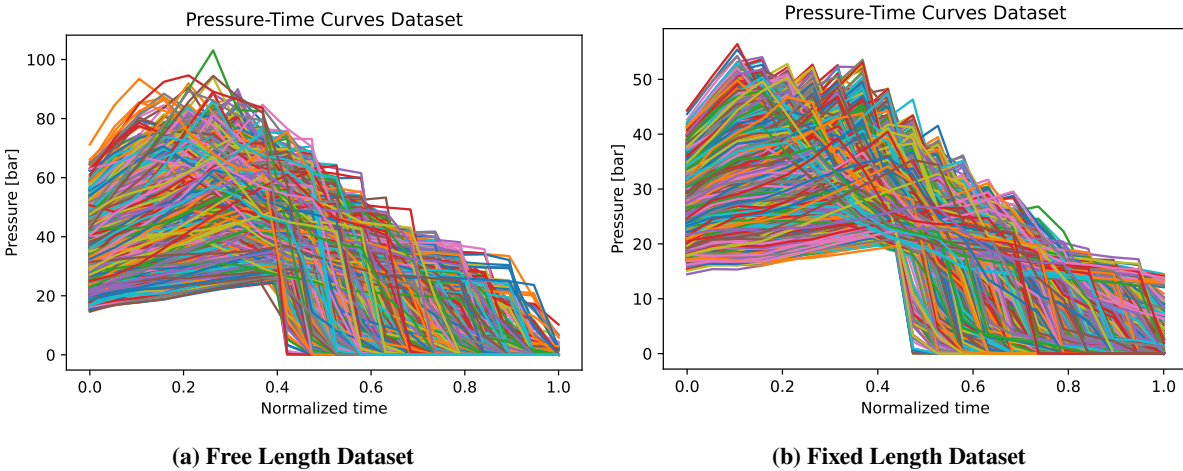 Pressure-Time Curves Dataset
Pressure [bar]
100
80
60
40
20
0
0.0 0.2 0.4 0.6 0.8 1.0
Normalized time
(a) Free Length Dataset
Pressure-Time Curves Dataset
Pressure [bar]
50
40
30
20
10
0
0.0 0.2 0.4 0.6 0.8 1.0
Normalized time
(b) Fixed Length Dataset